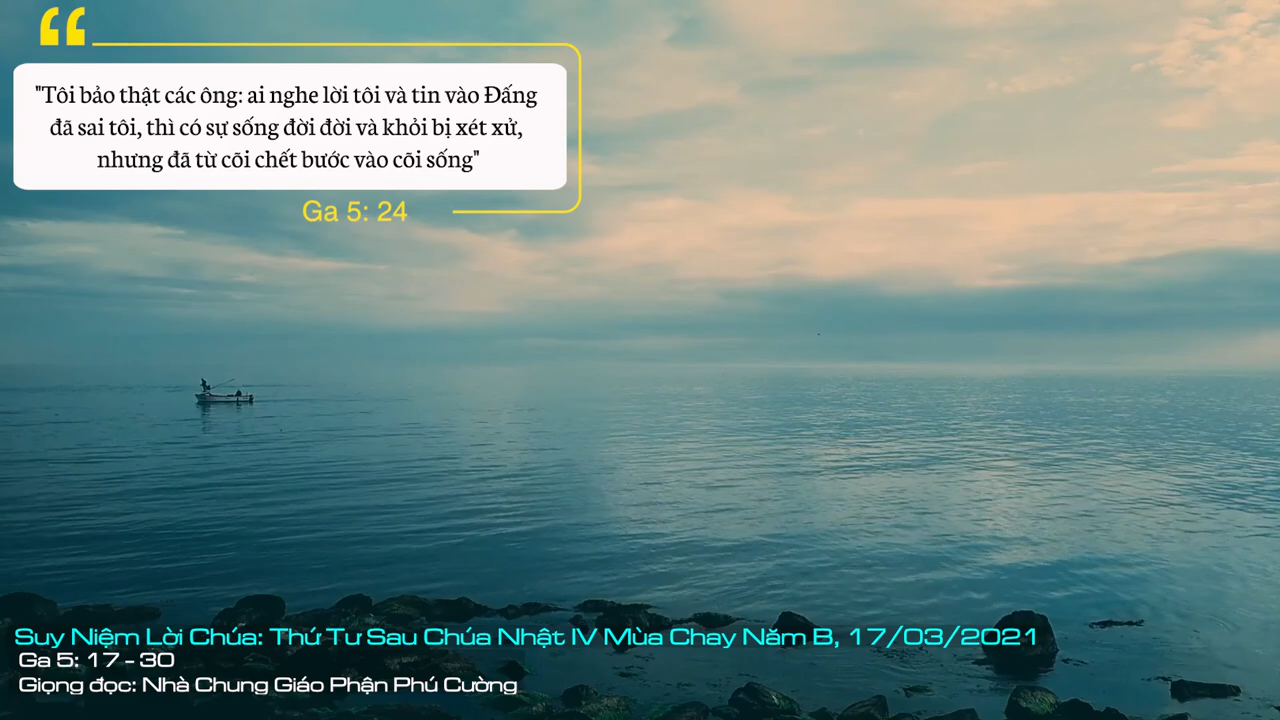 "Tôi bảo thật các ông: ai nghe lời tôi và tin vào Đấng
đã sai tôi, thì có sự sống đời đời và khỏi bị xét xử,
nhưng đã từ cõi chết bước vào cõi sống"
Ga 5: 24
Suy Niệm Lời Chúa: Thứ Tư Sau Chúa Nhật IV Mùa Chay Năm B, 17/03/2021
Ga 5: 17 - 30
Giọng đọc: Nhà Chung Giáo Phận Phú Cường